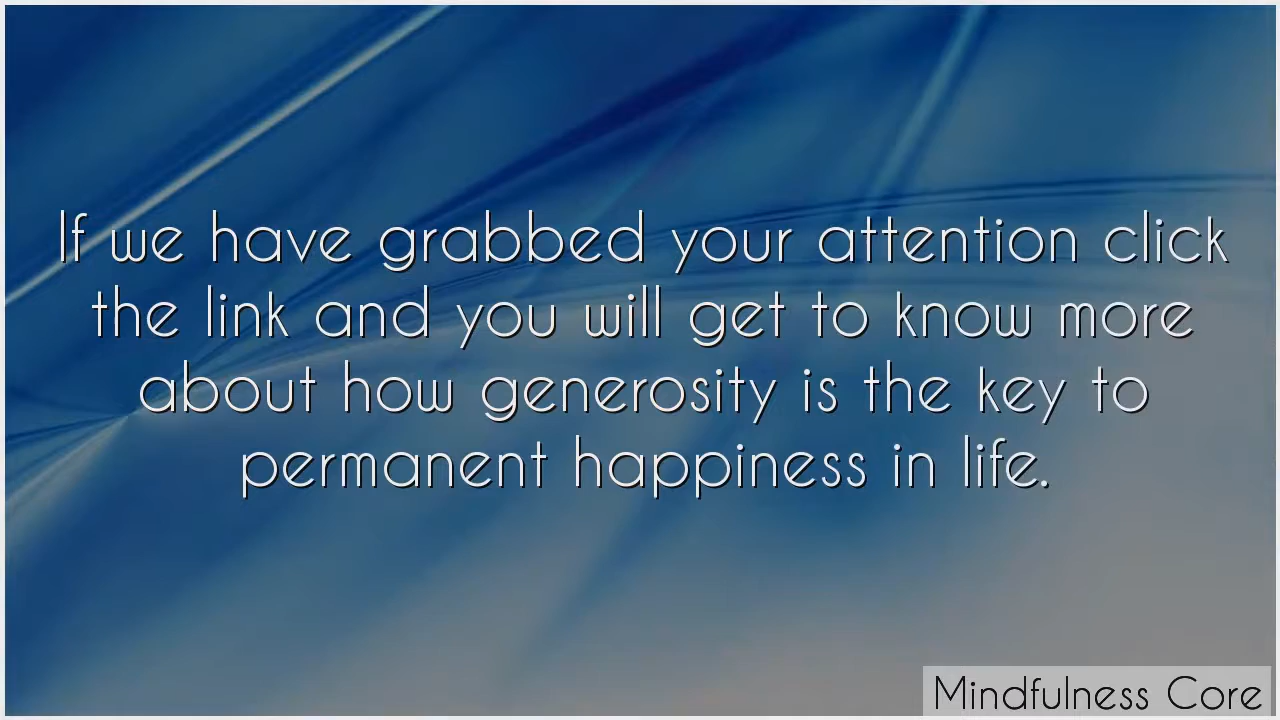 If we have grabbed your attention click
the link and you will get to know more
about how generosity is the key to
permanent happiness in life.
Mindfulness Core